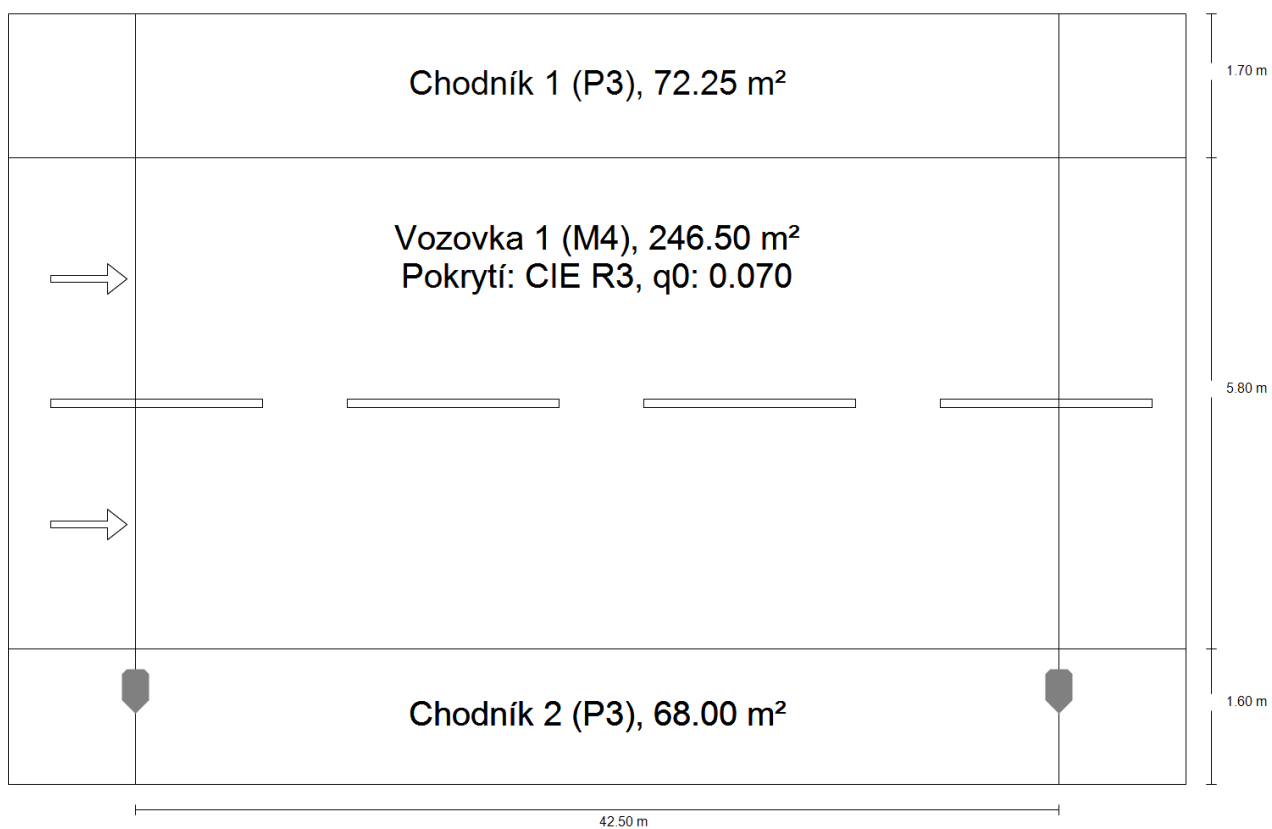 Chodník 1 (P3), 72.25 m²
1.70 m
Vozovka 1 (M4), 246.50 m²
Pokrytí: CIE R3, q0: 0.070
5.80 m
Chodník 2 (P3), 68.00 m²
1.60 m
42.50 m